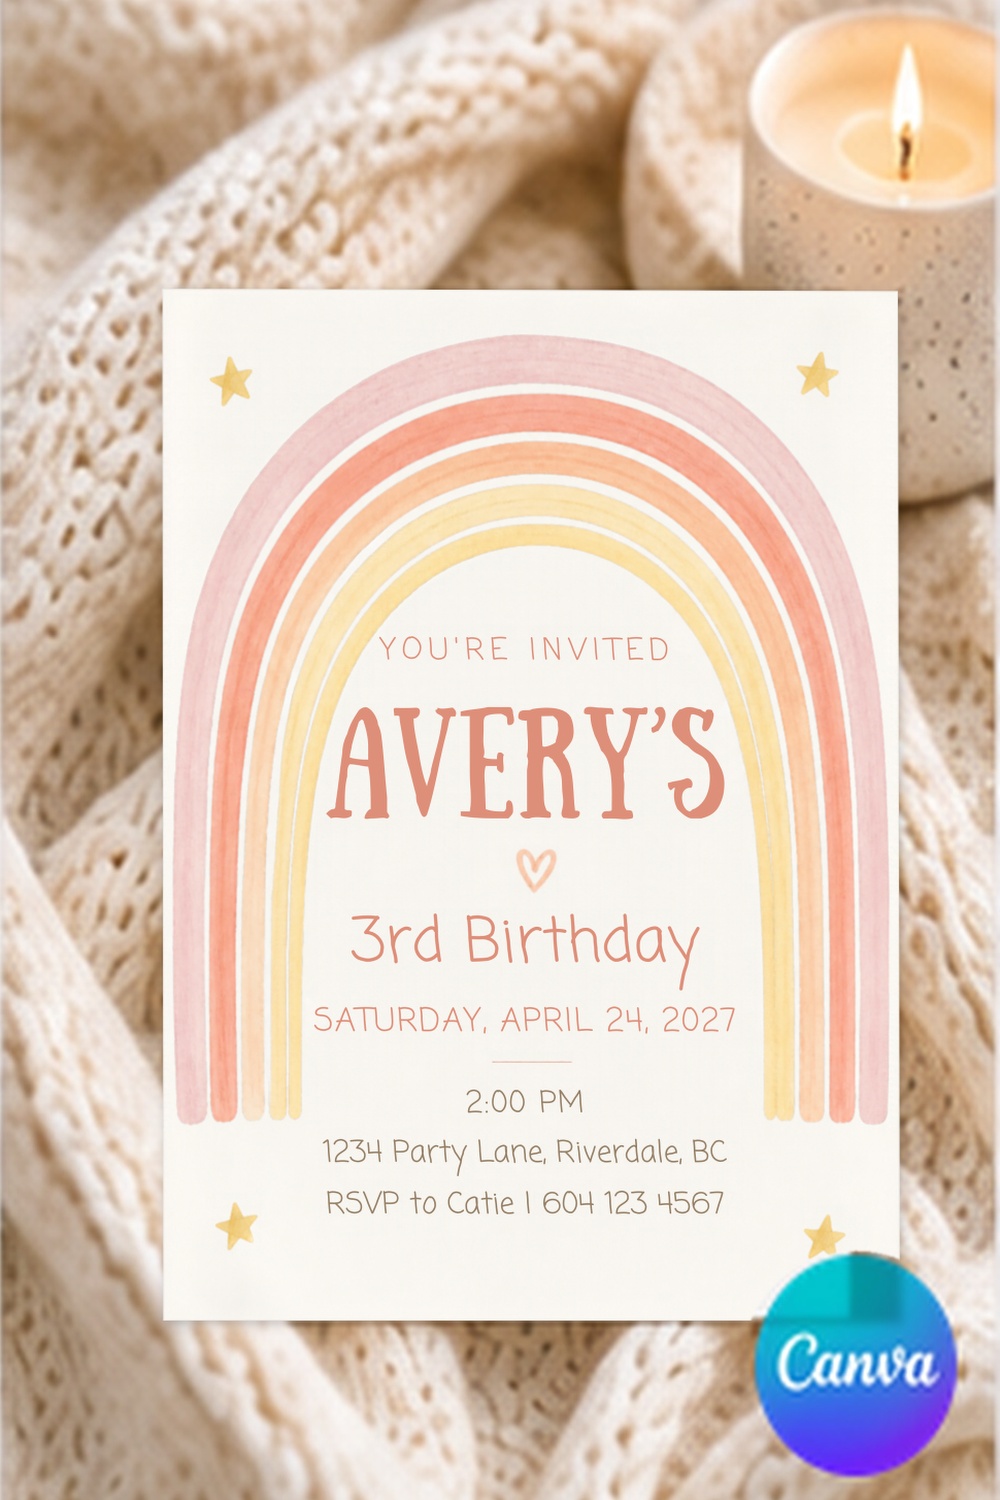 YOU'RE INVITED
AVERY'S
3rd Birthday
SATURDAY, APRIL 24, 2027
2:00 PM
1234 Party Lane, Riverdale, BC
RSVP to Catie | 604 123 4567
Canva